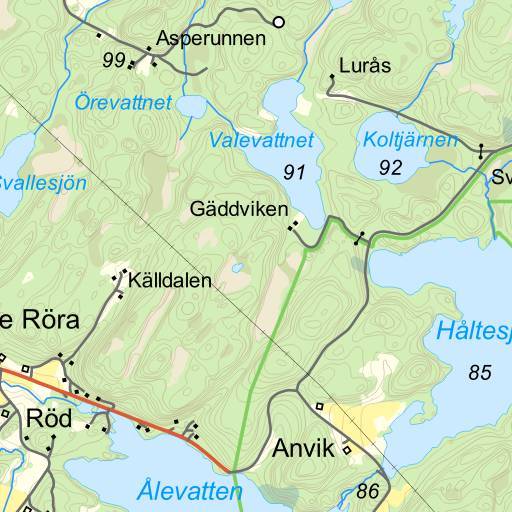 Asperunnen
99
Lurås
Örevattnet
Valevattnet
Koltjärnen
91
92
Svallesjön
Sv
Gäddviken
Källdalen
e Röra
Håltesj
85
Röd
Anvik
Ålevatten
86